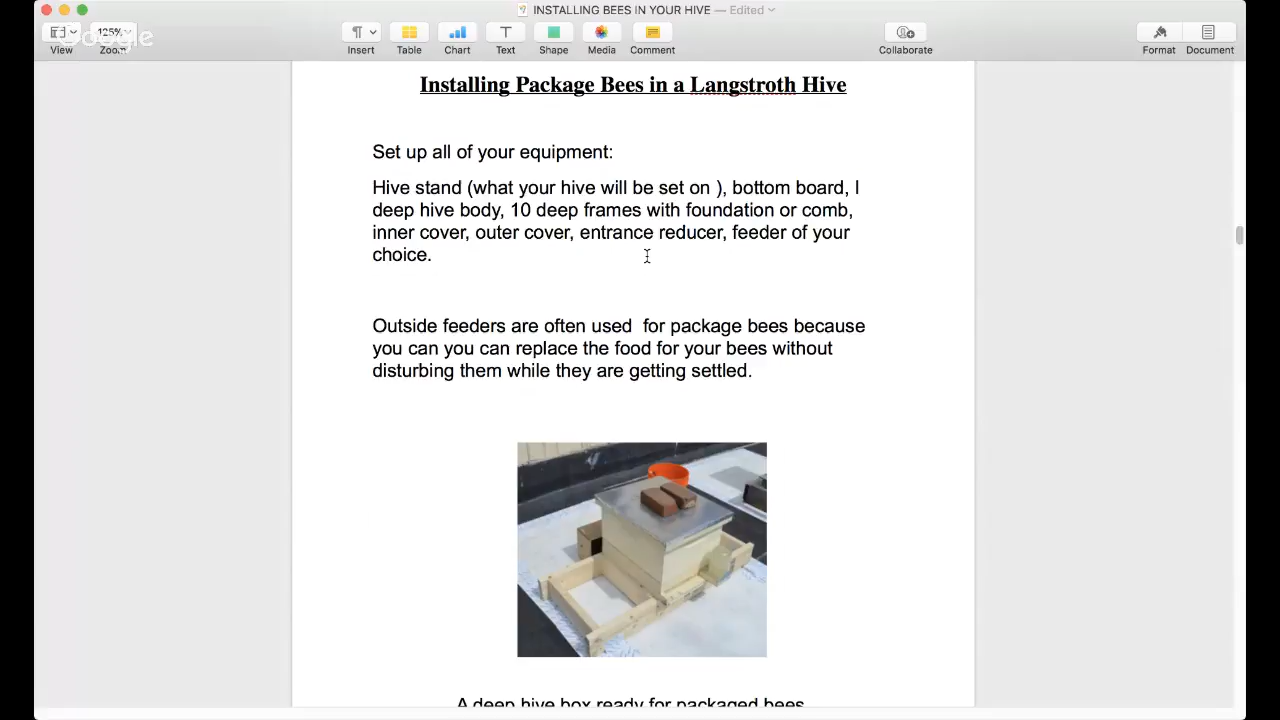 INSTALLING BEES IN YOUR HIVE — Edited
Google
View
125%
Zoom
Insert
Table
Chart
Text
Shape
Media
Comment
Collaborate
Format
Document
Installing Package Bees in a Langstroth Hive
Set up all of your equipment:
Hive stand (what your hive will be set on ), bottom board, I
deep hive body, 10 deep frames with foundation or comb,
inner cover, outer cover, entrance reducer, feeder of your
choice.
Outside feeders are often used  for package bees because
you can you can replace the food for your bees without
disturbing them while they are getting settled.
A deep hive box ready for packaged bees